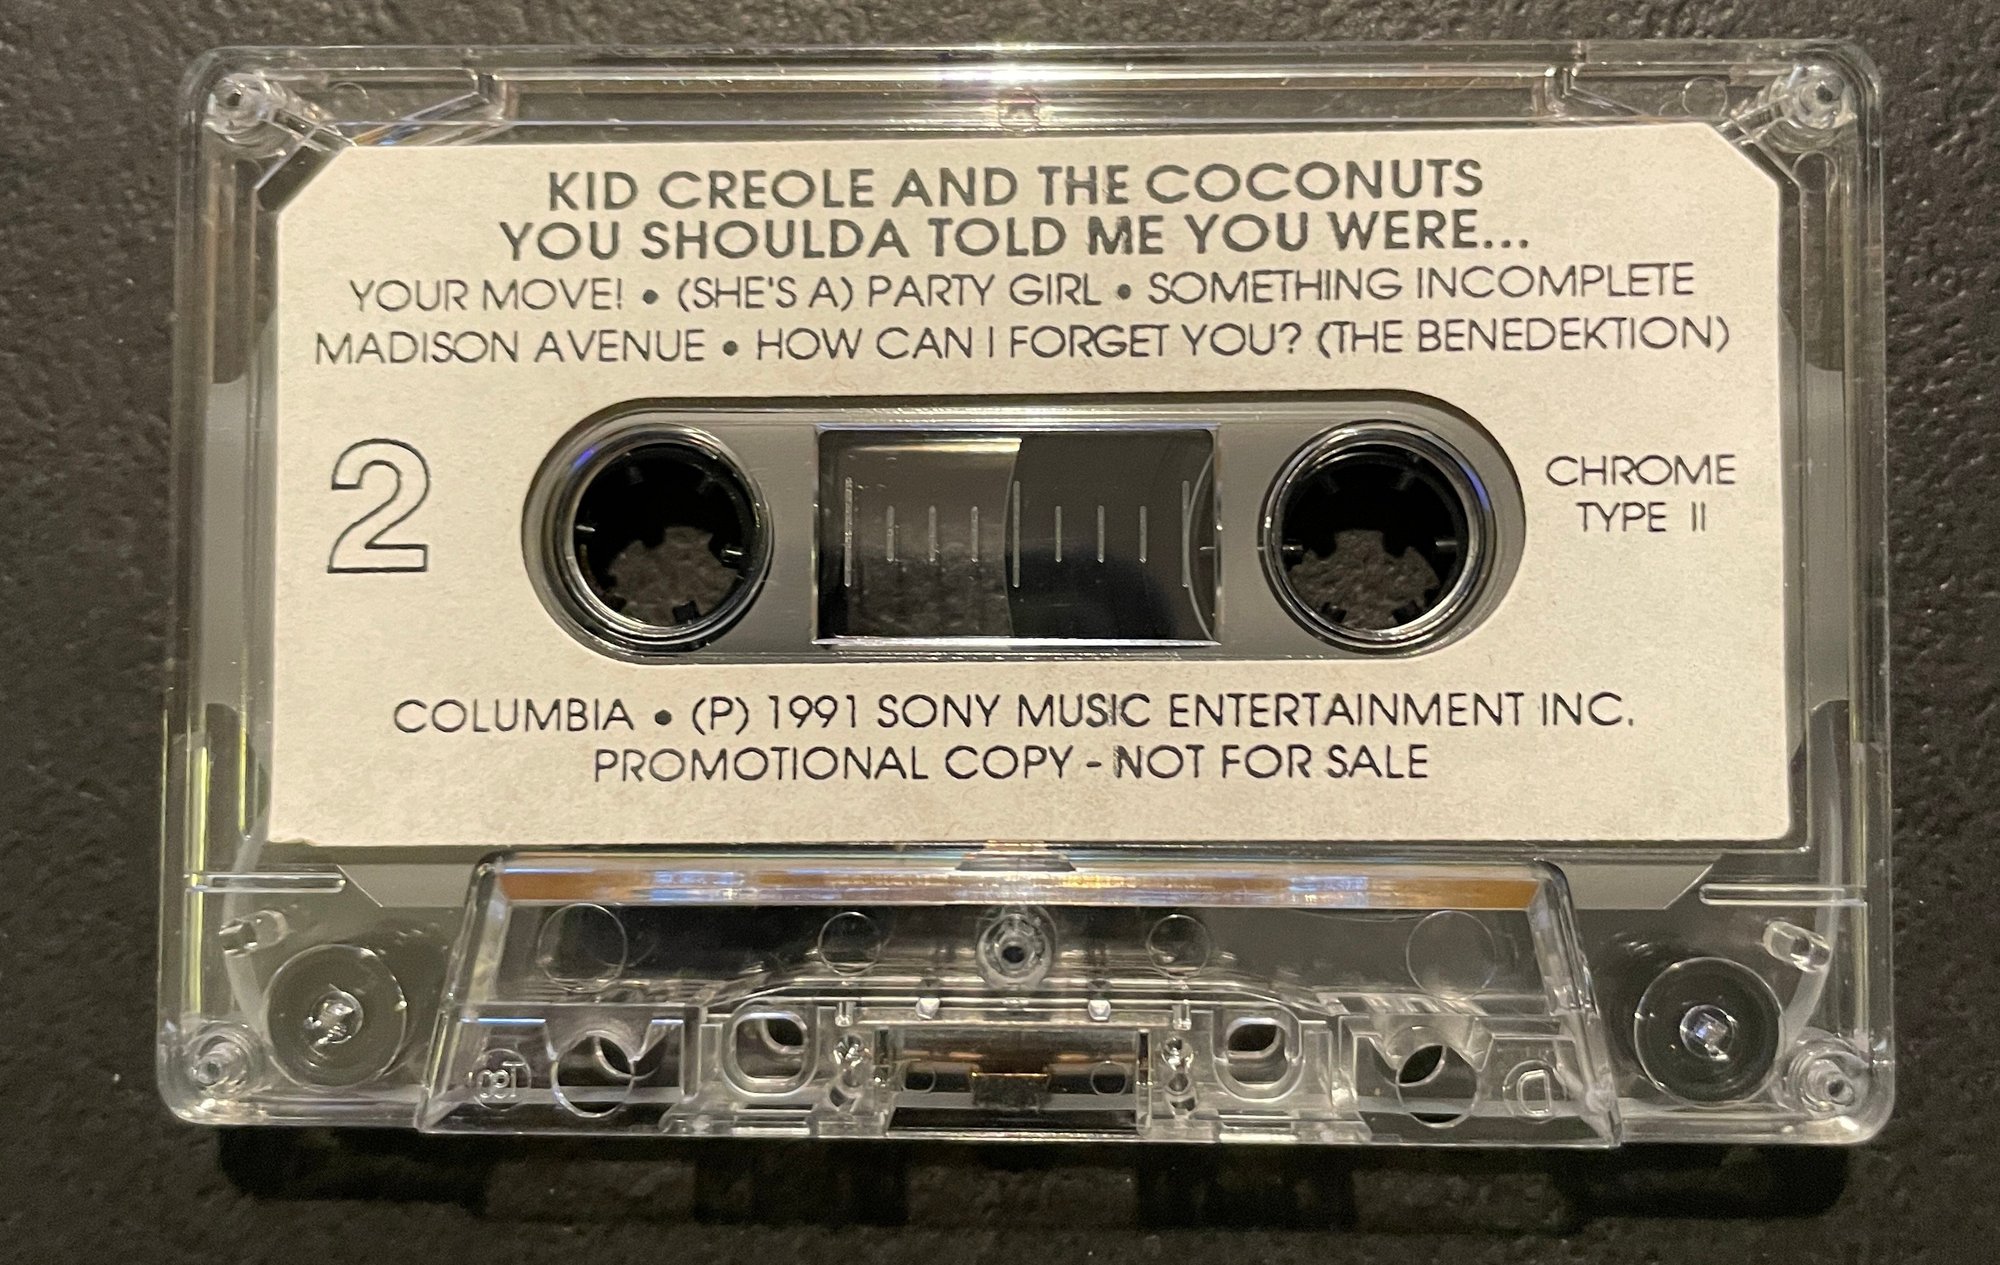 KID CREOLE AND THE COCONUTS
YOU SHOULDA TOLD ME YOU WERE...
YOUR MOVE! • (SHE'S A) PARTY GIRL • SOMETHING INCOMPLETE
MADISON AVENUE • HOW CAN I FORGET YOU? (THE BENEDEKTION)
2
CHROME
TYPE II
COLUMBIA • (P) 1991 SONY MUSIC ENTERTAINMENT INC.
PROMOTIONAL COPY - NOT FOR SALE